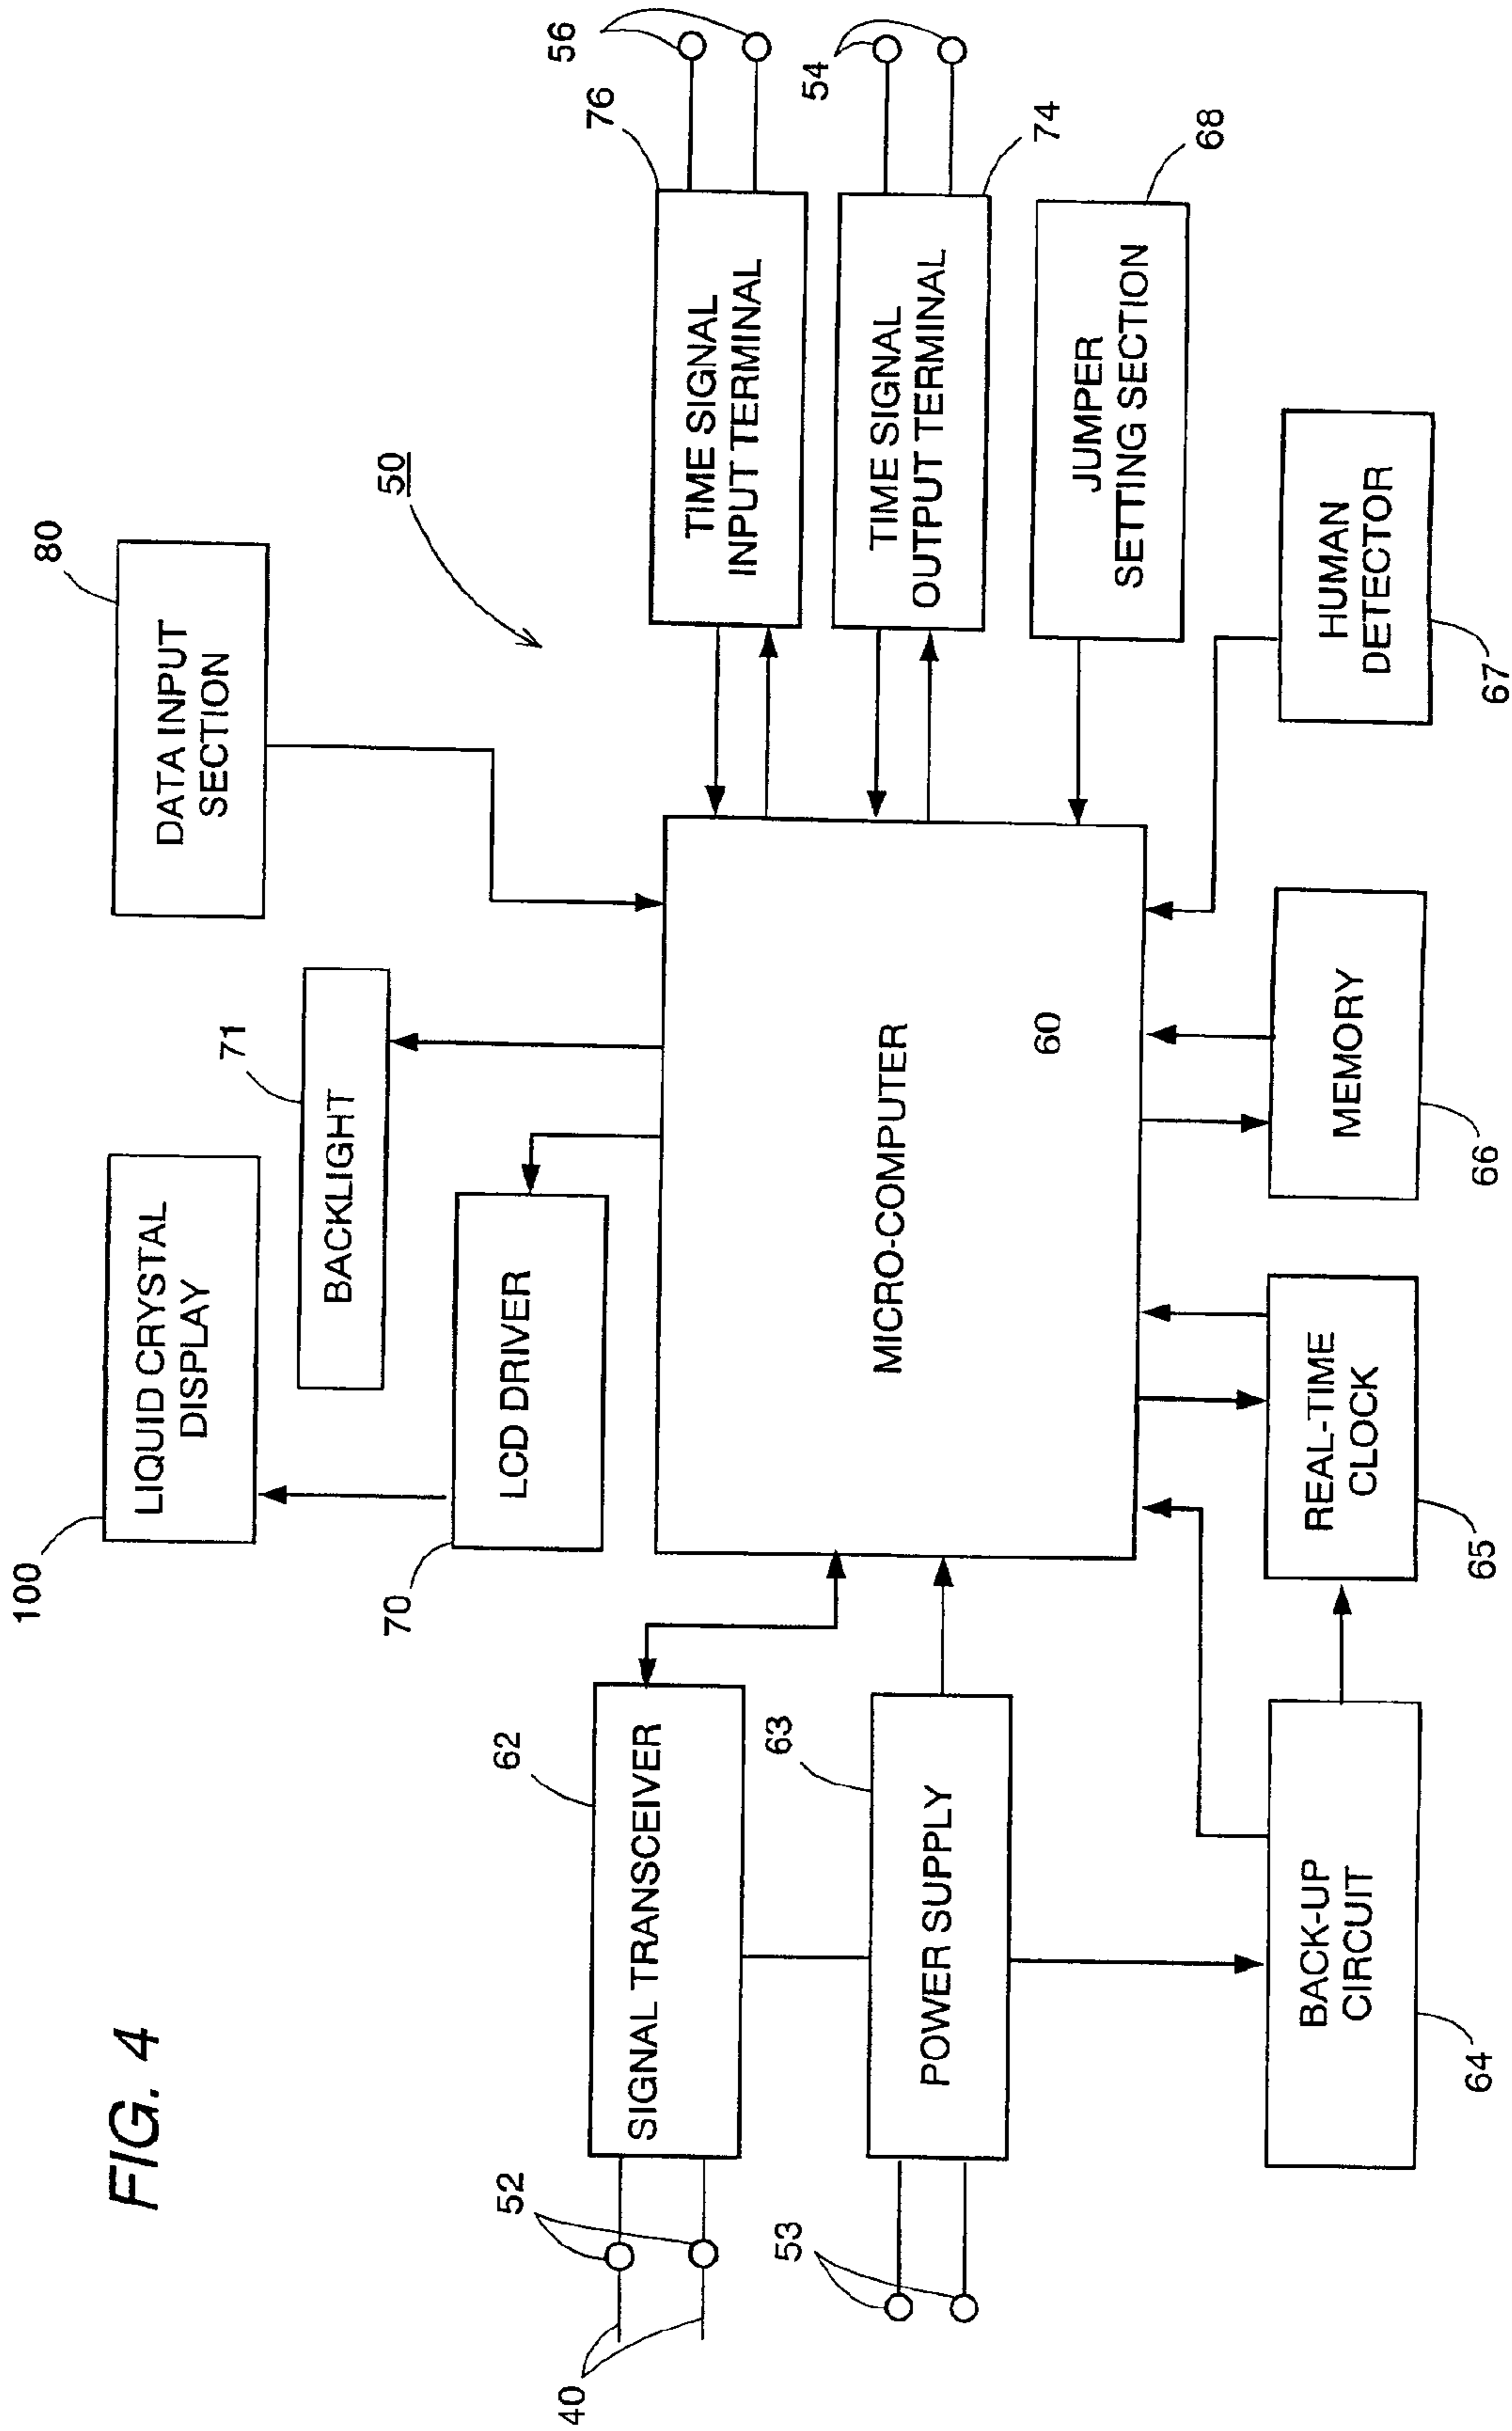 FIG. 4
100
LIQUID CRYSTAL
DISPLAY
71
BACKLIGHT
80
DATA INPUT
SECTION
50
70
LCD DRIVER
62
SIGNAL TRANSCEIVER
52
40
63
POWER SUPPLY
53
MICRO-COMPUTER
60
56
76
TIME SIGNAL
INPUT TERMINAL
54
74
TIME SIGNAL
OUTPUT TERMINAL
68
JUMPER
SETTING SECTION
BACK-UP
CIRCUIT
64
REAL-TIME
CLOCK
65
MEMORY
66
HUMAN
DETECTOR
67